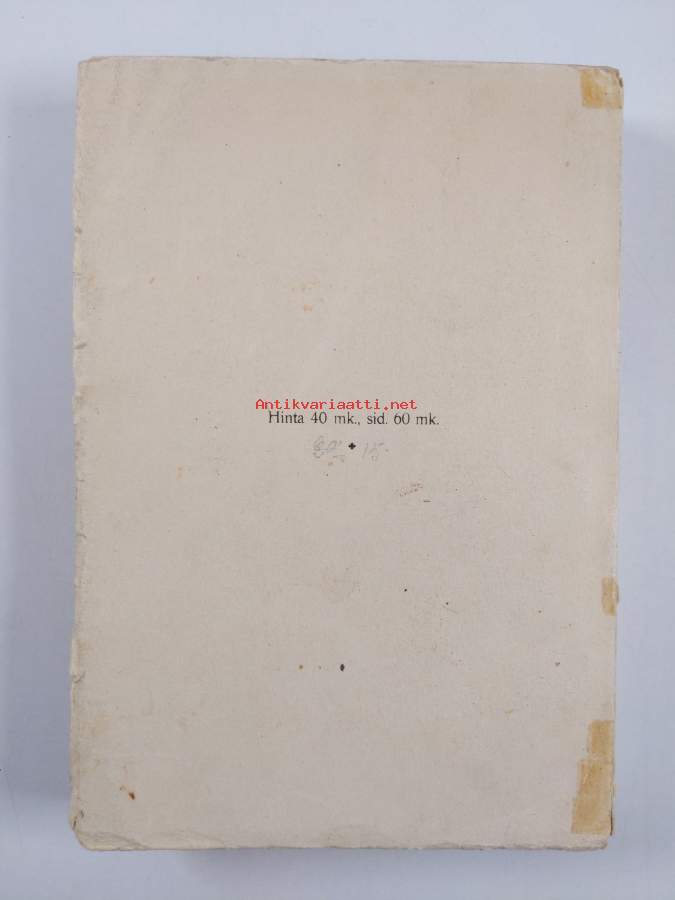 Antikvariaatti.net
Hinta 40 mk., sid. 60 mk.